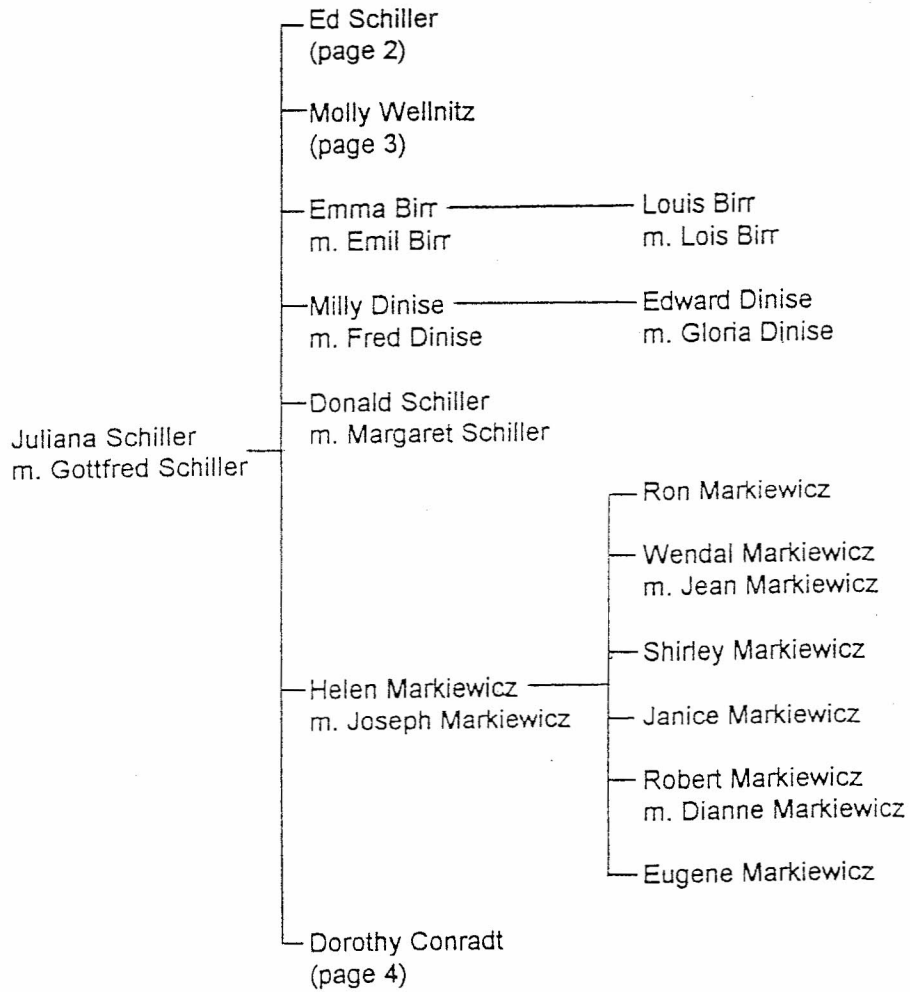 Ed Schiller
(page 2)
Molly Wellnitz
(page 3)
Emma Birr
m. Emil Birr
Louis Birr
m. Lois Birr
Milly Dinise
m. Fred Dinise
Edward Dinise
m. Gloria Dinise
Donald Schiller
m. Margaret Schiller
Juliana Schiller
m. Gottfred Schiller
Ron Markiewicz
Wendal Markiewicz
m. Jean Markiewicz
Shirley Markiewicz
Helen Markiewicz
m. Joseph Markiewicz
Janice Markiewicz
Robert Markiewicz
m. Dianne Markiewicz
Eugene Markiewicz
Dorothy Conradt
(page 4)